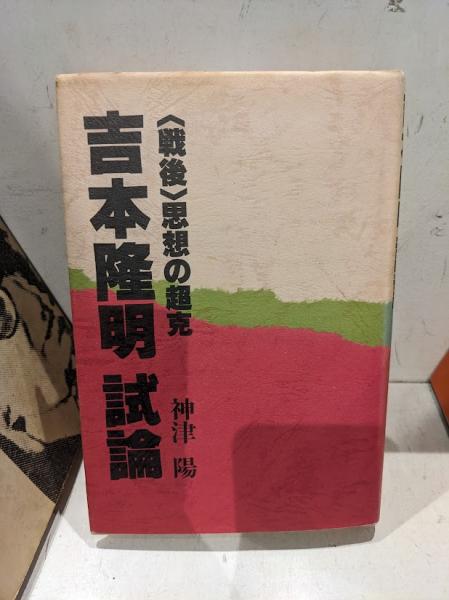 〈戦後〉思想の超克
吉本隆明 試論
神津 陽